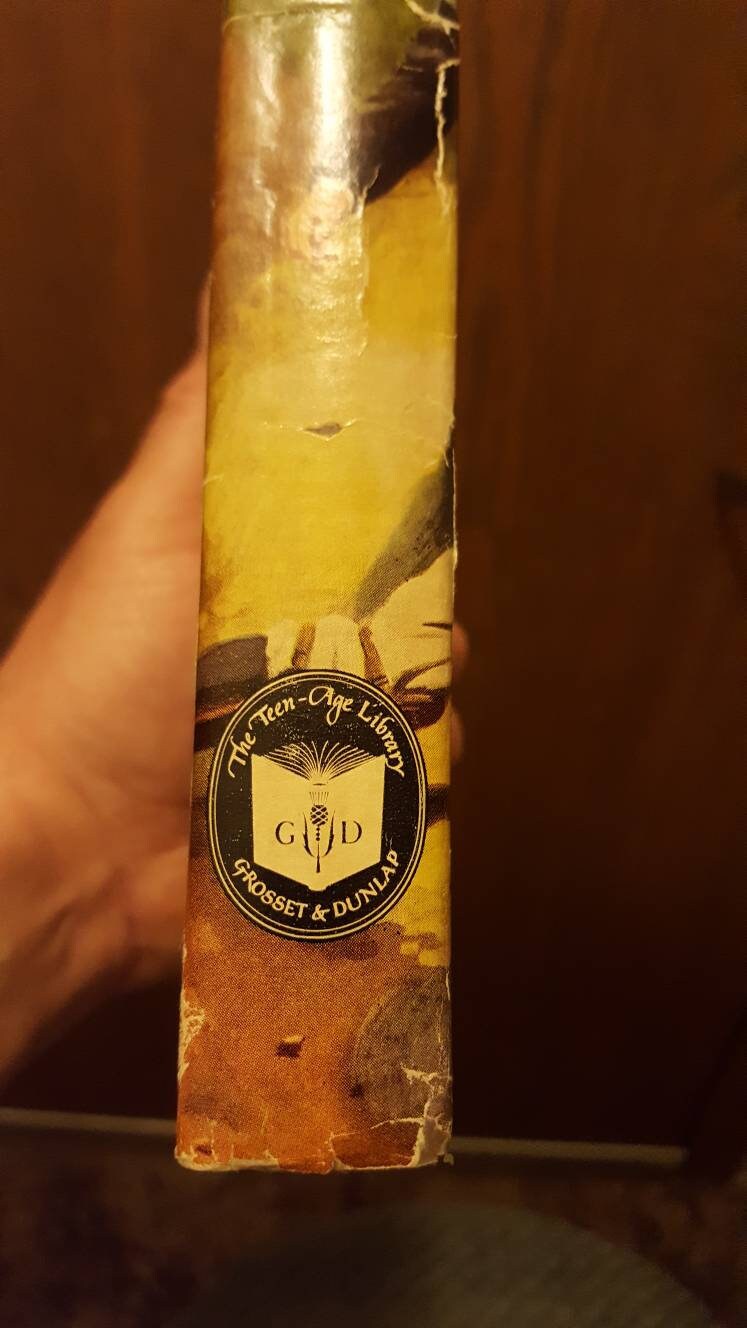 The Teen-Age Library
G D
GROSSET & DUNLAP